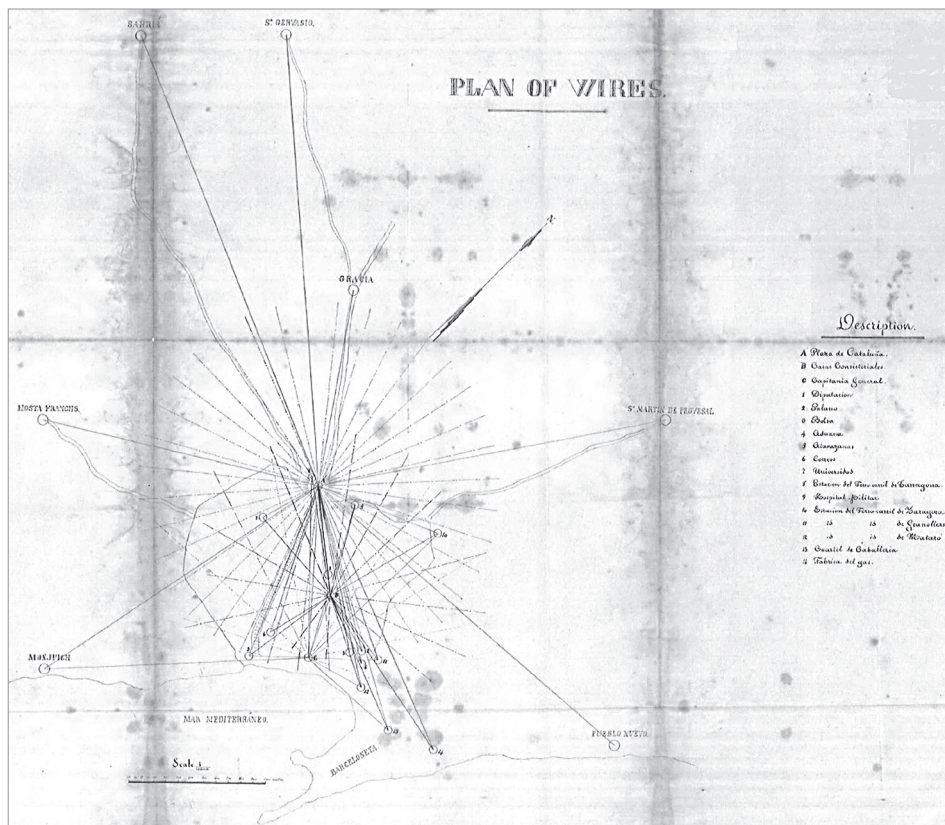 SARRIÁ
Sn GERVASIO.
PLAN OF WIRES.
N
GRACIA
Description.
A Plaza de Cataluña.
B Casas Consistoriales.
C Capitania General.
1 Diputacion
2 Palacio
3 Bolsa
4 Aduana
5 Atarazanas
6 Correos
7 Universidad
8 Estacion del Ferro carril de Tarragona.
9 Hospital Militar
10 Estacion del Ferro carril de Zaragoza.
11 id id de Granollers
12 id id de Mataró
13 Cuartel de Caballeria
14 Fabrica del gas.
HOSTA FRANCHS.
Sn MARTIN DE PROVENSAL
MONJUICH
MAR MEDITERRÁNEO.
PUEBLO NUEVO.
BARCELONETA
Scale